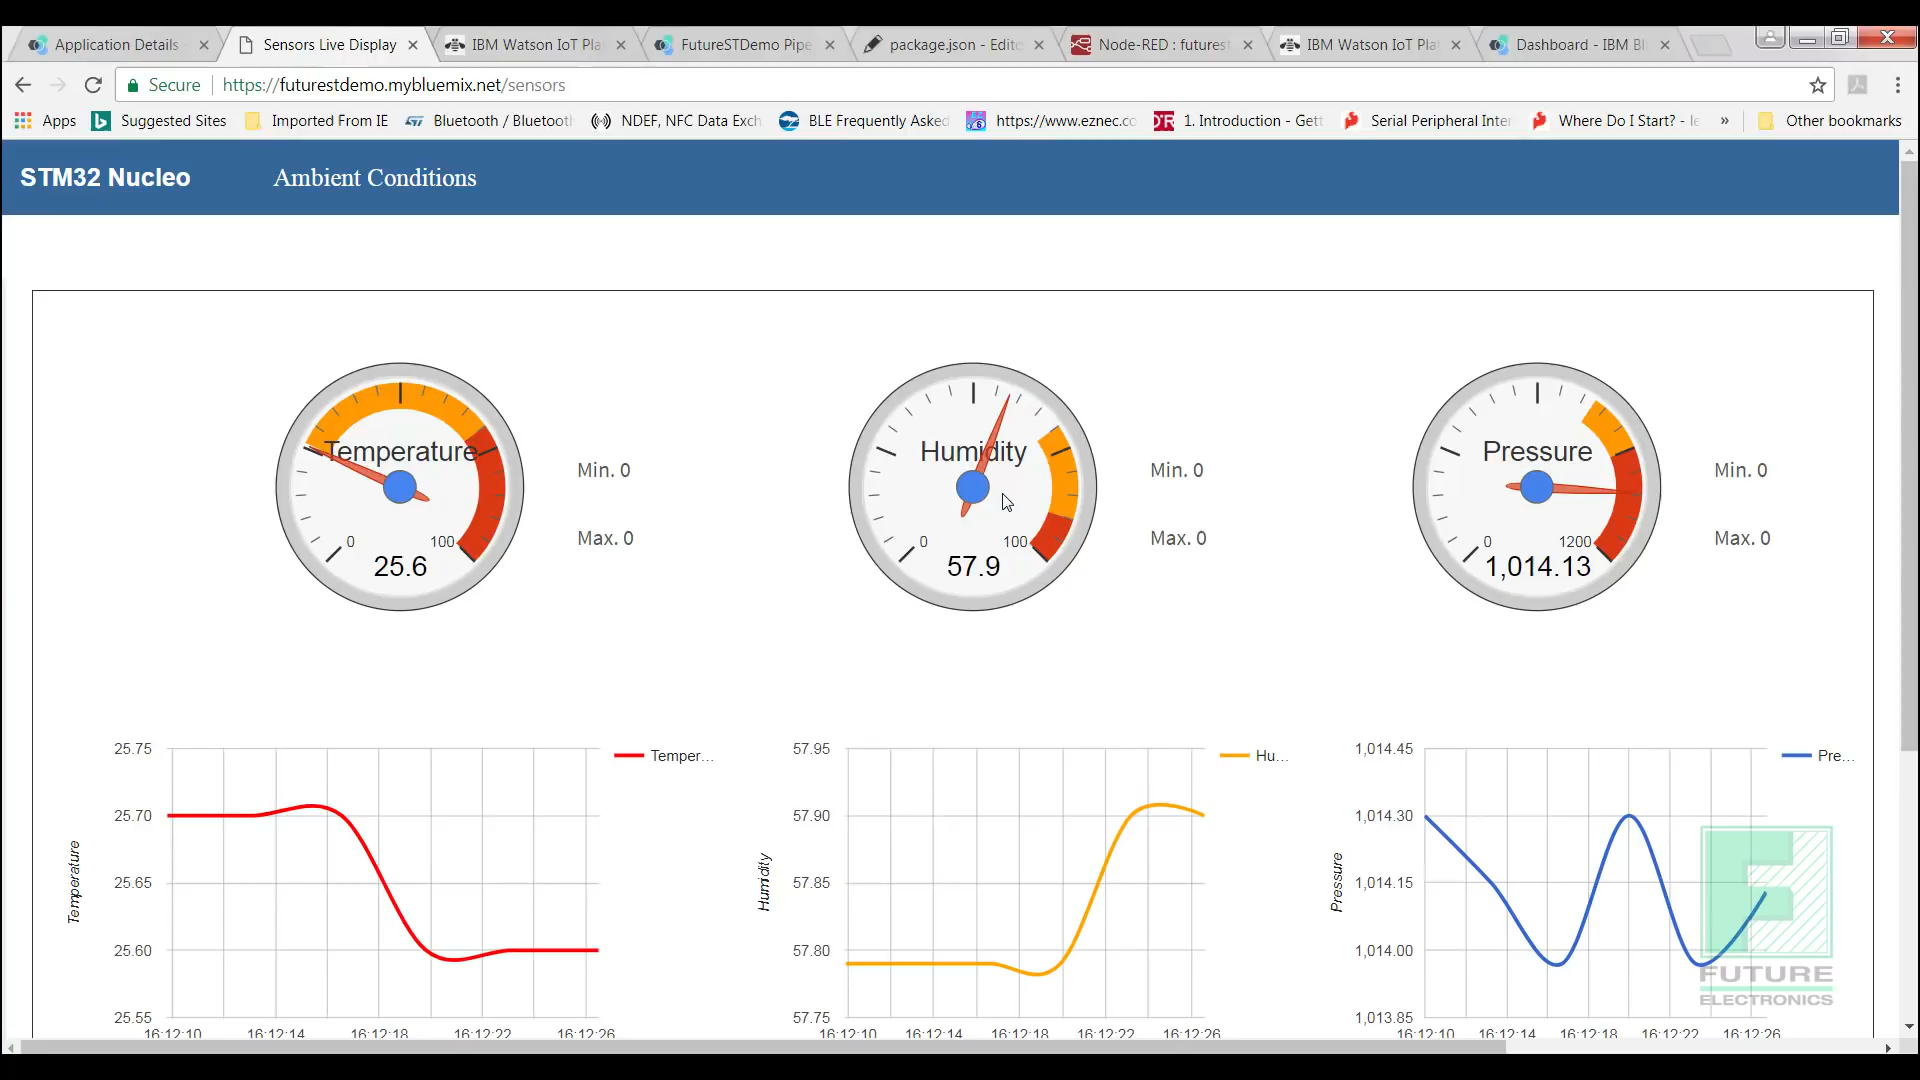 Application Details
Sensors Live Display
IBM Watson IoT Pla
FutureSTDemo Pipe
package.json - Edito
Node-RED : futurest
IBM Watson IoT Pla
Dashboard - IBM Bl
Secure
https://futurestdemo.mybluemix.net/sensors
Apps
Suggested Sites
Imported From IE
Bluetooth / Bluetooth
NDEF, NFC Data Exch
BLE Frequently Asked
https://www.eznec.co
1. Introduction - Gett
Serial Peripheral Inter
Where Do I Start? - le
»
Other bookmarks
STM32 Nucleo
Ambient Conditions
Temperature
0
100
25.6
Min. 0
Max. 0
Humidity
0
100
57.9
Min. 0
Max. 0
Pressure
0
1200
1,014.13
Min. 0
Max. 0
25.75
25.70
25.65
25.60
25.55
Temperature
Temper...
16:12:10 16:12:14 16:12:18 16:12:22 16:12:26
57.95
57.90
57.85
57.80
57.75
Humidity
Hu...
16:12:10 16:12:14 16:12:18 16:12:22 16:12:26
1,014.45
1,014.30
1,014.15
1,014.00
1,013.85
Pressure
Pre...
16:12:10 16:12:14 16:12:18 16:12:22 16:12:26
FUTURE
ELECTRONICS